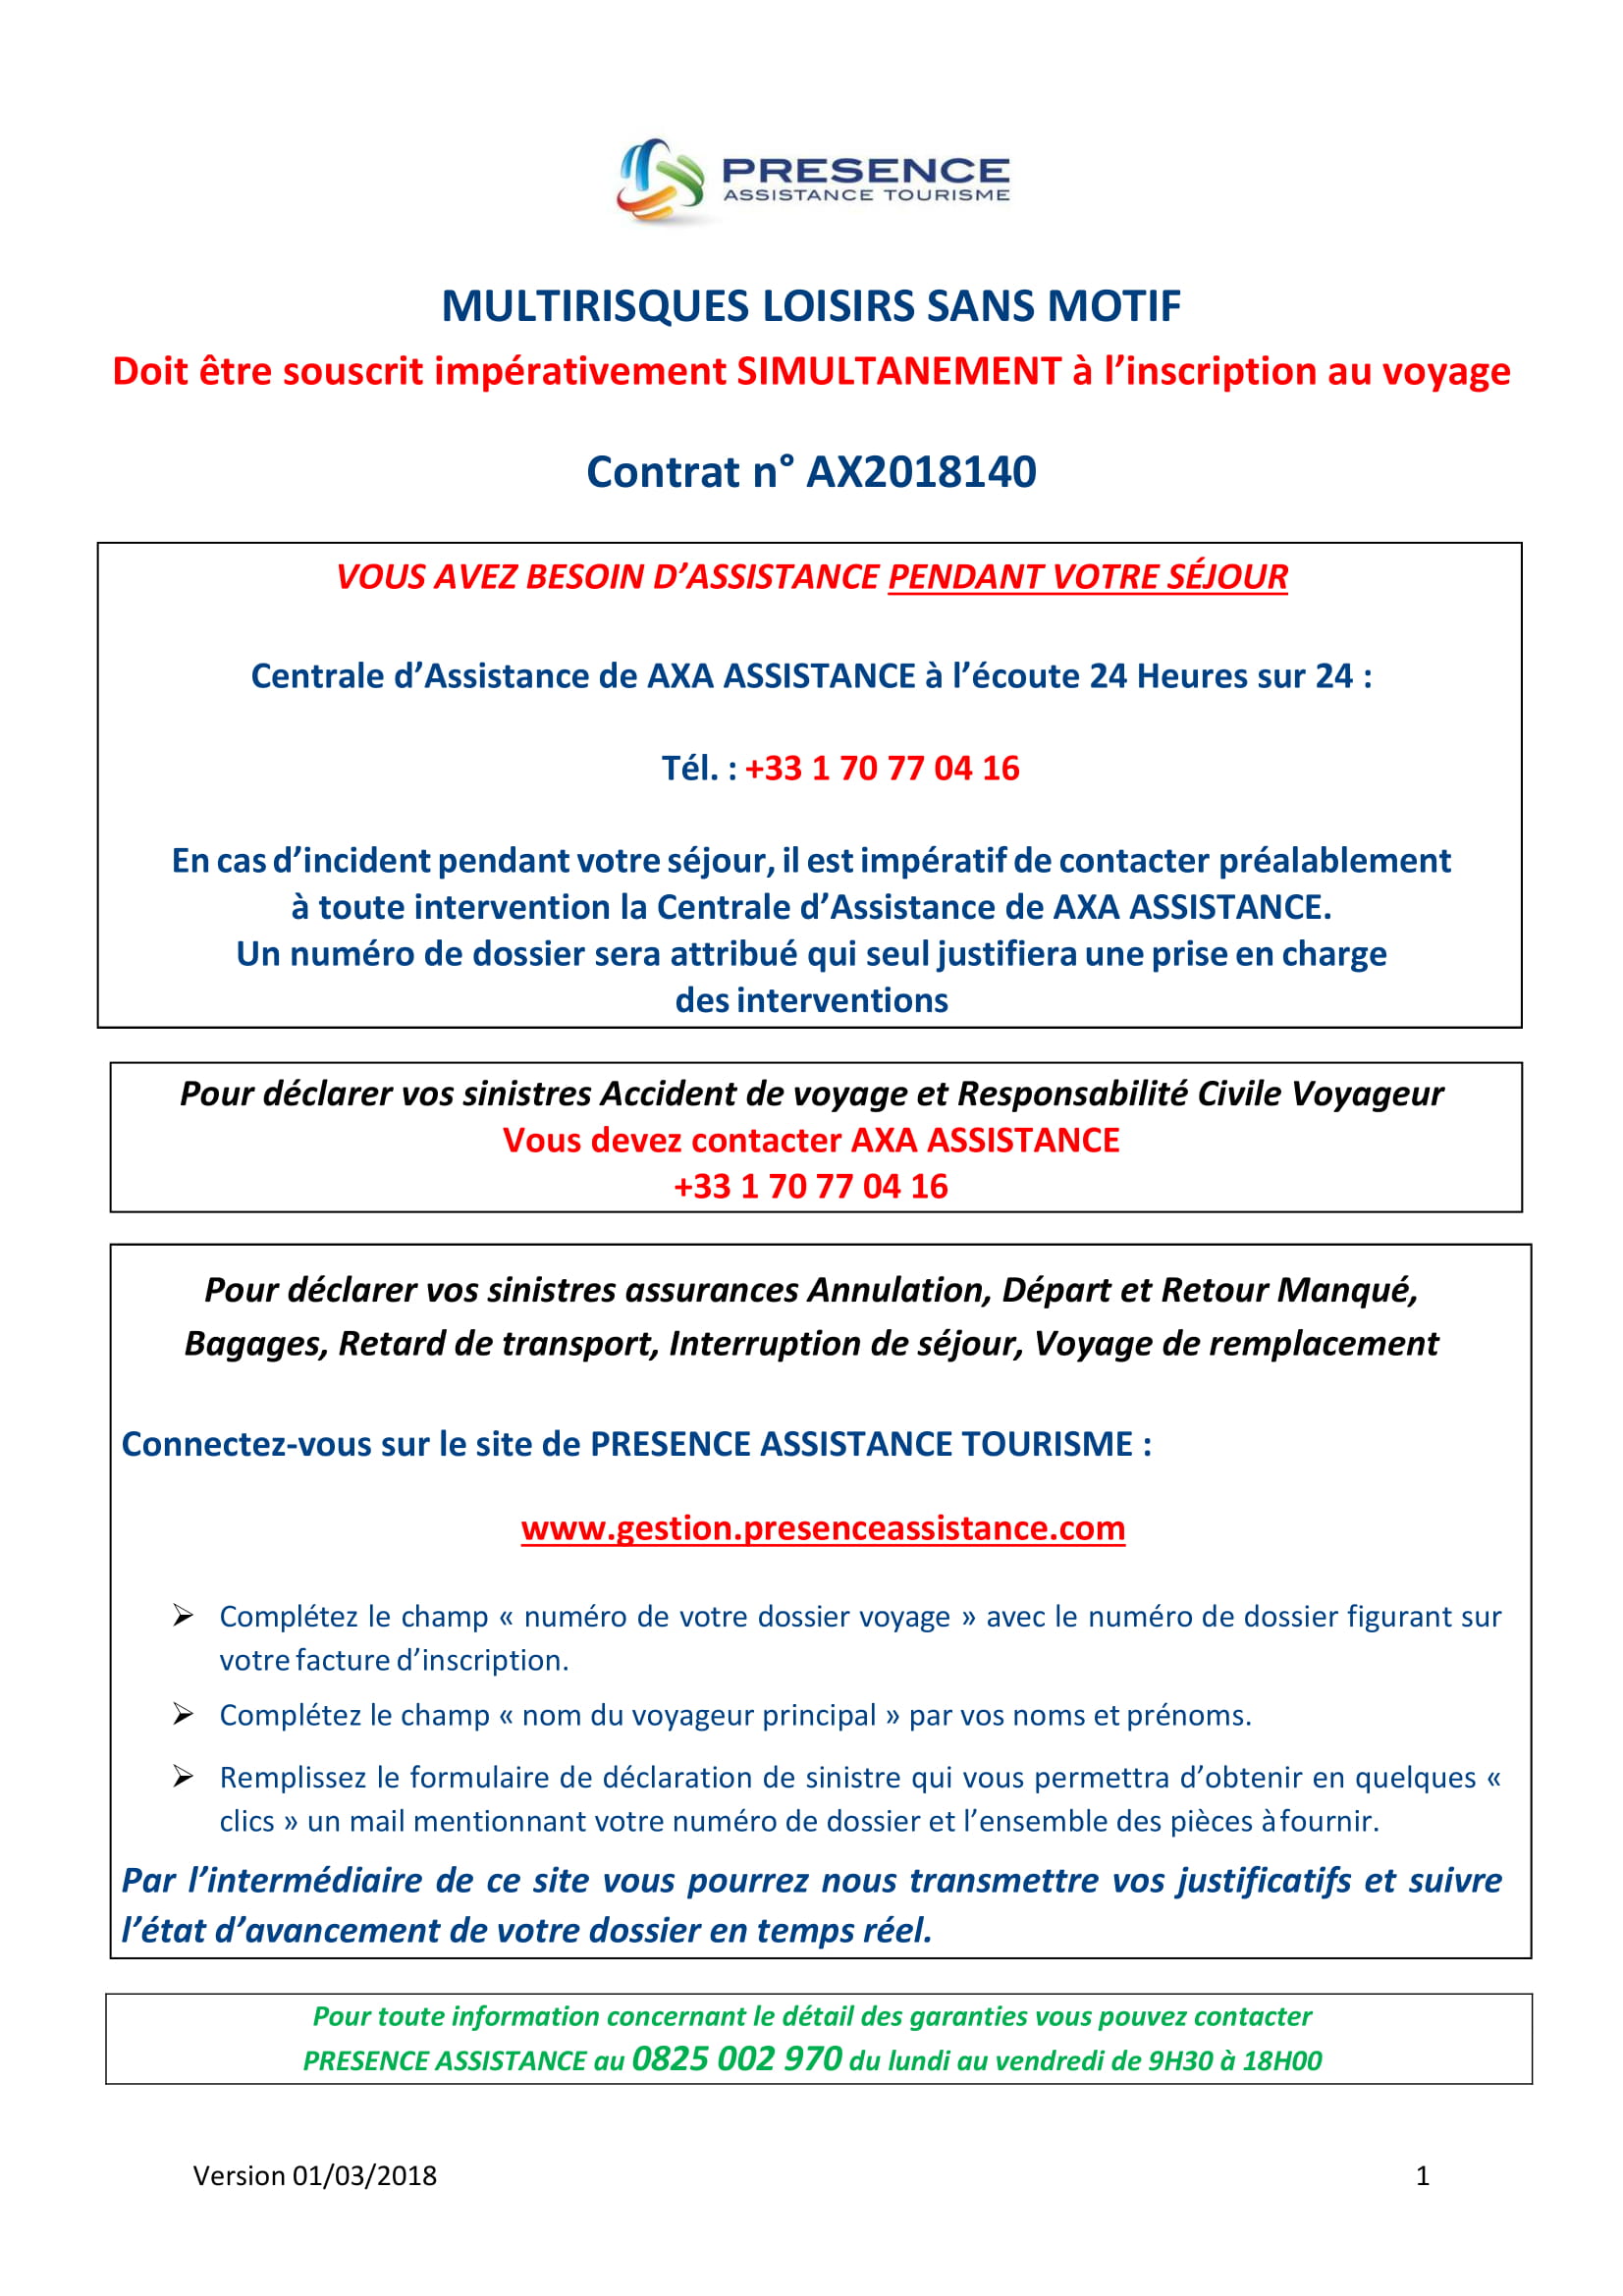 PRESENCE
ASSISTANCE TOURISME
MULTIRISQUES LOISIRS SANS MOTIF
Doit être souscrit impérativement SIMULTANEMENT à l’inscription au voyage
Contrat n° AX2018140
VOUS AVEZ BESOIN D’ASSISTANCE PENDANT VOTRE SÉJOUR
Centrale d’Assistance de AXA ASSISTANCE à l’écoute 24 Heures sur 24 :
Tél. : +33 1 70 77 04 16
En cas d’incident pendant votre séjour, il est impératif de contacter préalablement
à toute intervention la Centrale d’Assistance de AXA ASSISTANCE.
Un numéro de dossier sera attribué qui seul justifiera une prise en charge
des interventions
Pour déclarer vos sinistres Accident de voyage et Responsabilité Civile Voyageur
Vous devez contacter AXA ASSISTANCE
+33 1 70 77 04 16
Pour déclarer vos sinistres assurances Annulation, Départ et Retour Manqué,
Bagages, Retard de transport, Interruption de séjour, Voyage de remplacement
Connectez-vous sur le site de PRESENCE ASSISTANCE TOURISME :
www.gestion.presenceassistance.com
➢ Complétez le champ « numéro de votre dossier voyage » avec le numéro de dossier figurant sur
votre facture d’inscription.
➢ Complétez le champ « nom du voyageur principal » par vos noms et prénoms.
➢ Remplissez le formulaire de déclaration de sinistre qui vous permettra d’obtenir en quelques «
clics » un mail mentionnant votre numéro de dossier et l’ensemble des pièces à fournir.
Par l’intermédiaire de ce site vous pourrez nous transmettre vos justificatifs et suivre
l’état d’avancement de votre dossier en temps réel.
Pour toute information concernant le détail des garanties vous pouvez contacter
PRESENCE ASSISTANCE au 0825 002 970 du lundi au vendredi de 9H30 à 18H00
Version 01/03/2018 1